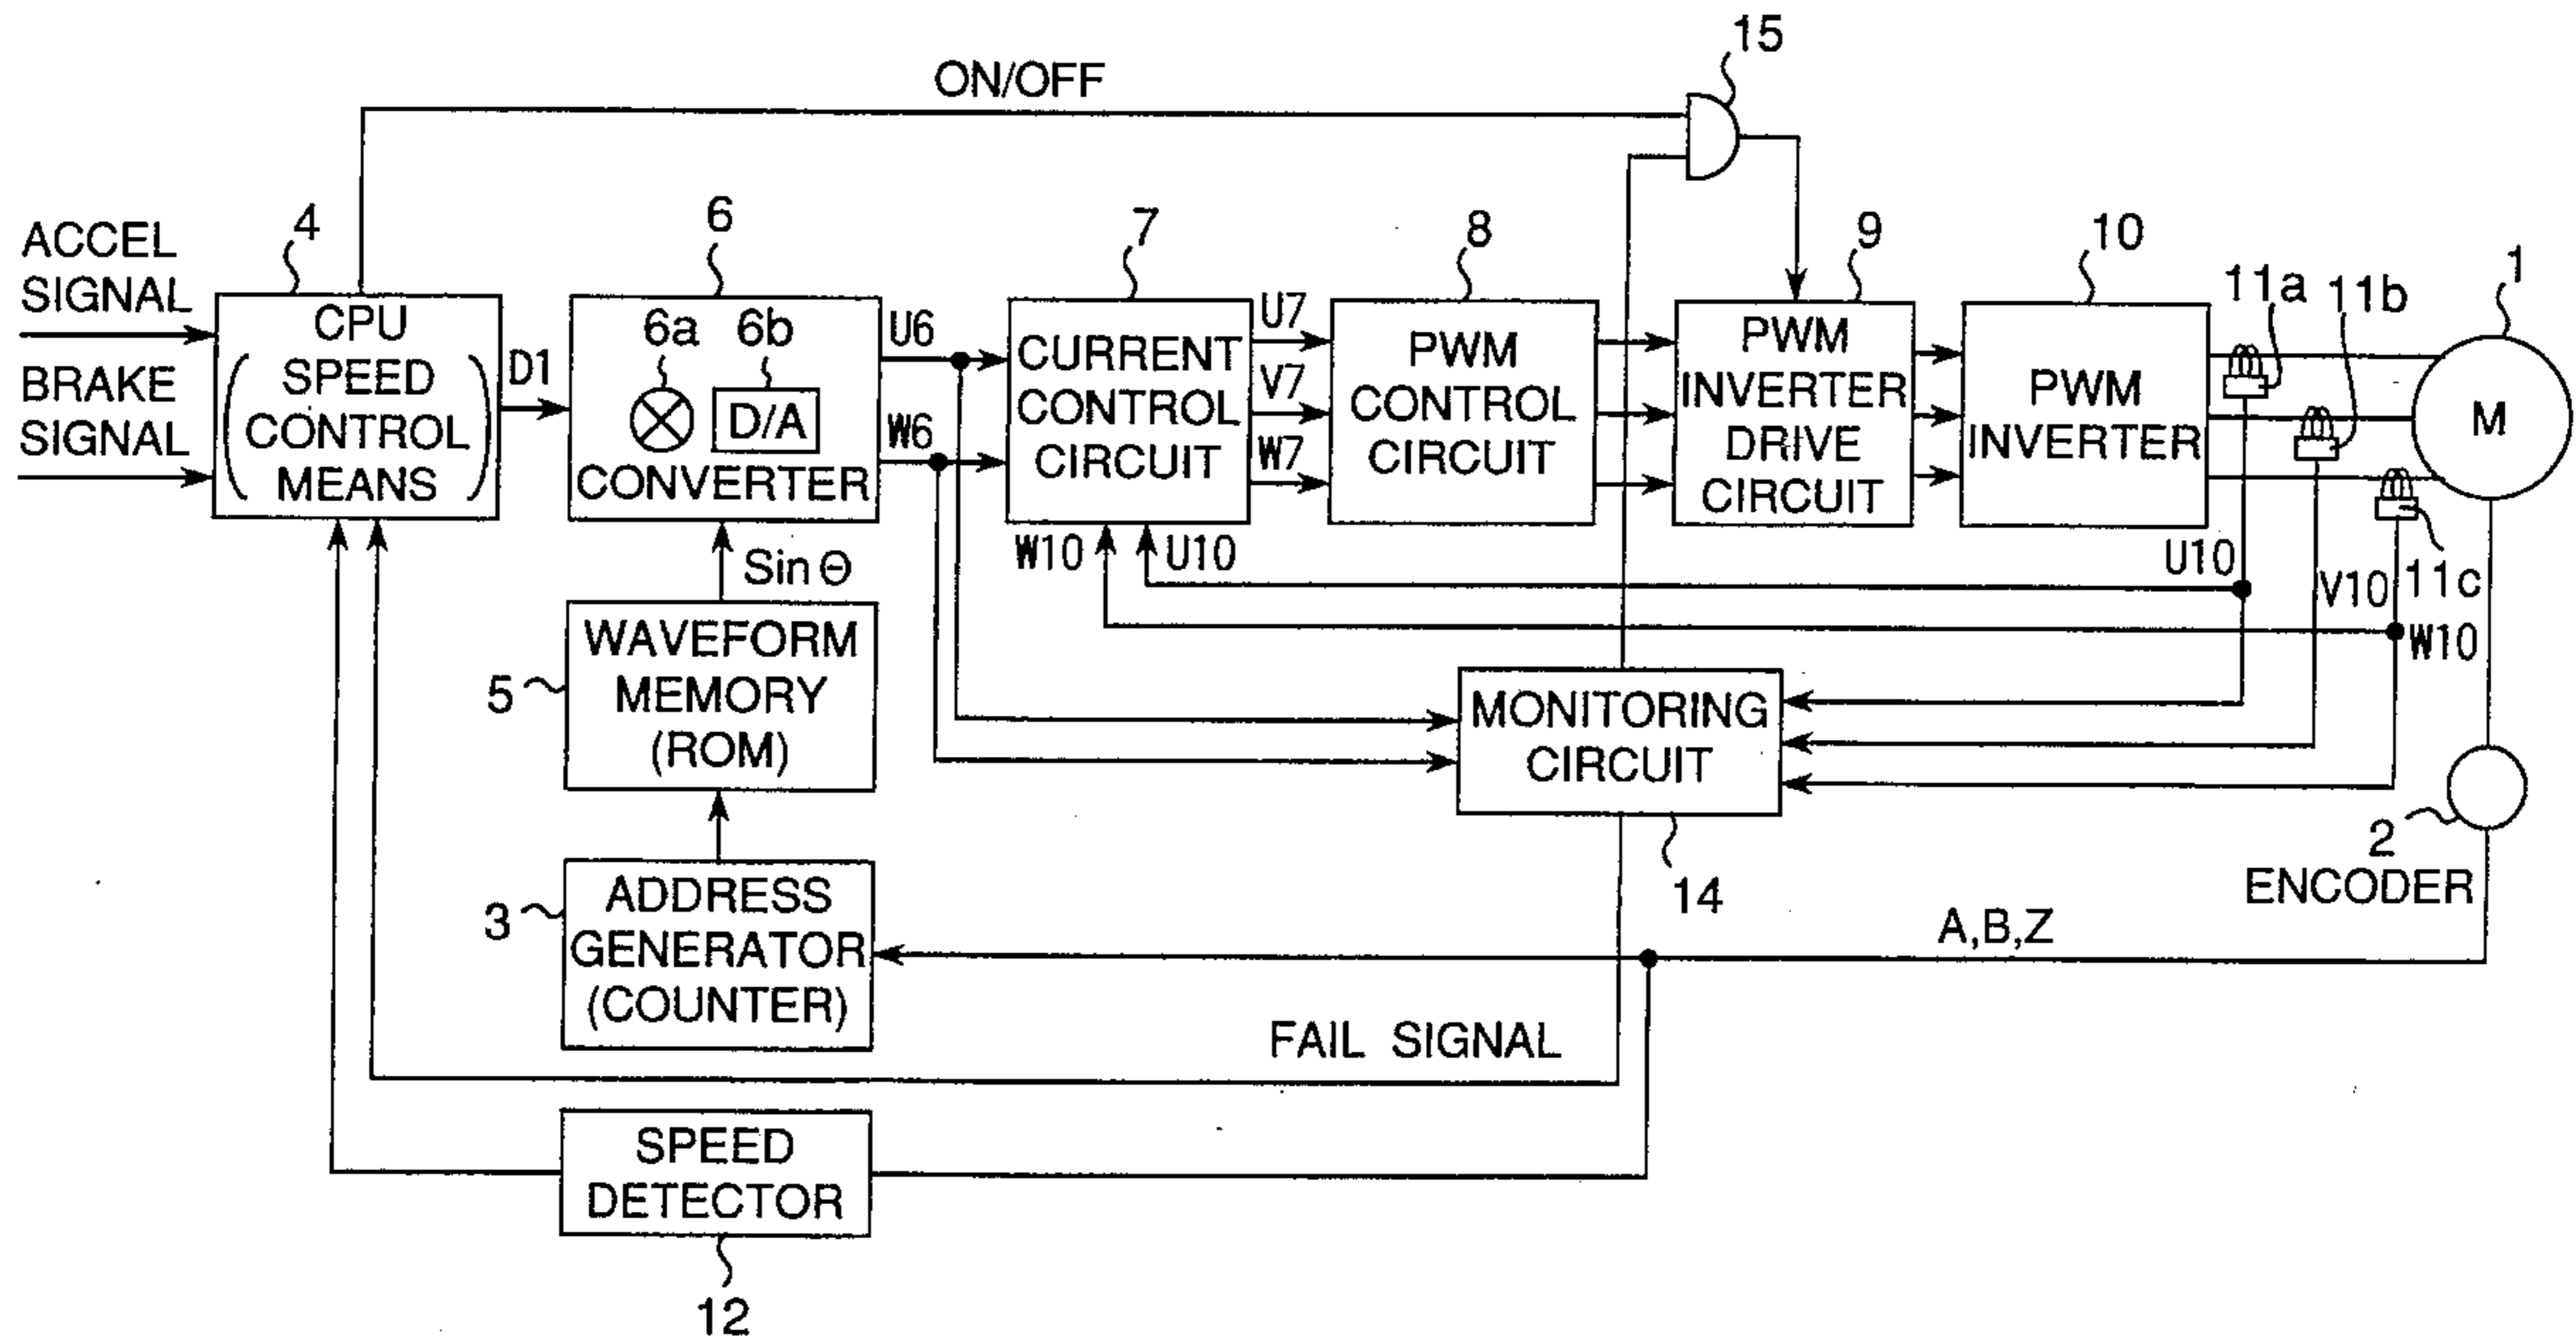 15
ON/OFF
ACCEL
SIGNAL
BRAKE
SIGNAL
4
CPU
SPEED
CONTROL
MEANS
D1
6
6a
6b
D/A
CONVERTER
U6
W6
7
CURRENT
CONTROL
CIRCUIT
U7
V7
W7
8
PWM
CONTROL
CIRCUIT
9
PWM
INVERTER
DRIVE
CIRCUIT
10
PWM
INVERTER
11a
11b
1
M
W10
U10
U10
V10
11c
W10
Sin Θ
5
WAVEFORM
MEMORY
(ROM)
MONITORING
CIRCUIT
14
2
ENCODER
3
ADDRESS
GENERATOR
(COUNTER)
A,B,Z
FAIL SIGNAL
SPEED
DETECTOR
12